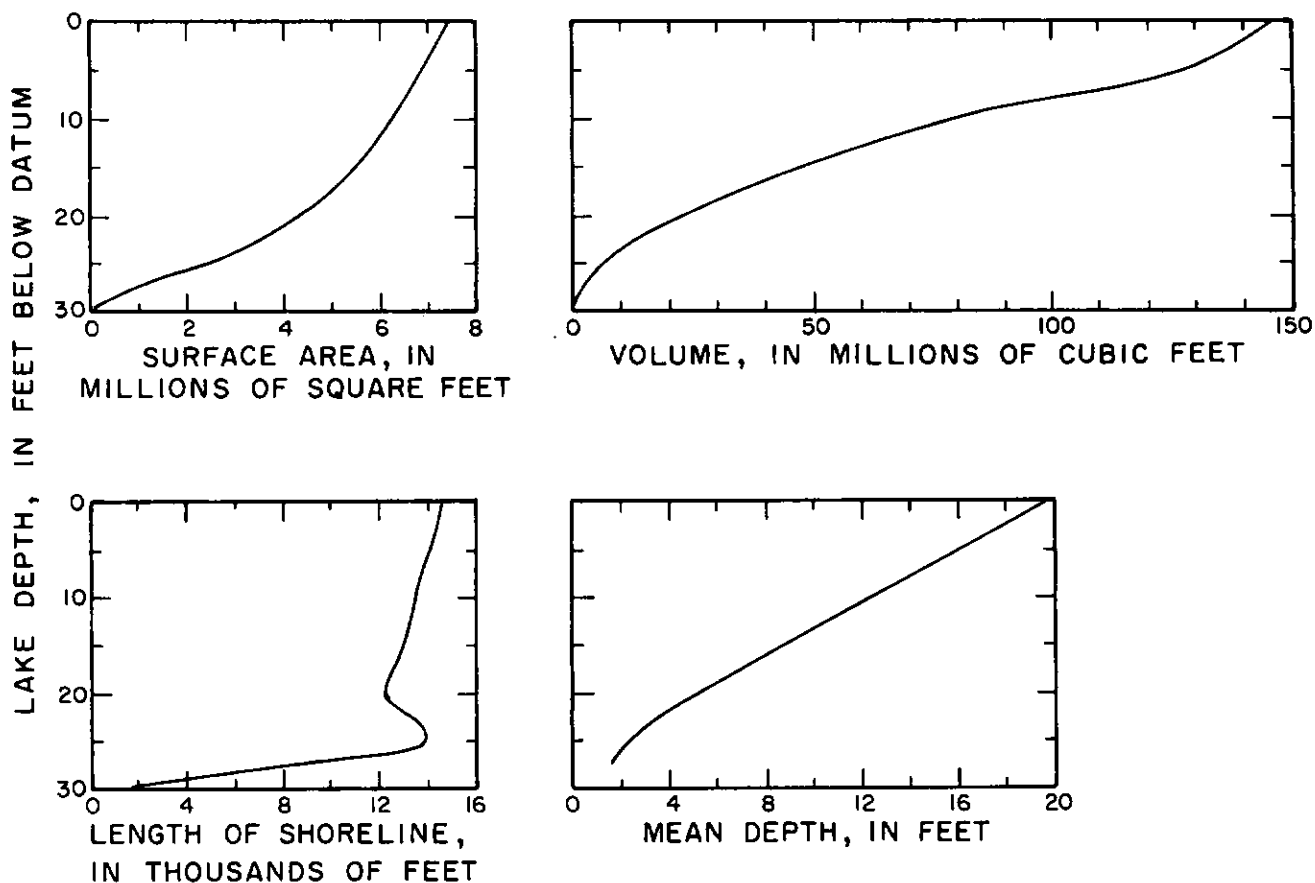 LAKE DEPTH, IN FEET BELOW DATUM
0
10
20
30
0 2 4 6 8
SURFACE AREA, IN
MILLIONS OF SQUARE FEET
0 50 100 150
VOLUME, IN MILLIONS OF CUBIC FEET
0
10
20
30
0 4 8 12 16
LENGTH OF SHORELINE,
IN THOUSANDS OF FEET
0 4 8 12 16 20
MEAN DEPTH, IN FEET